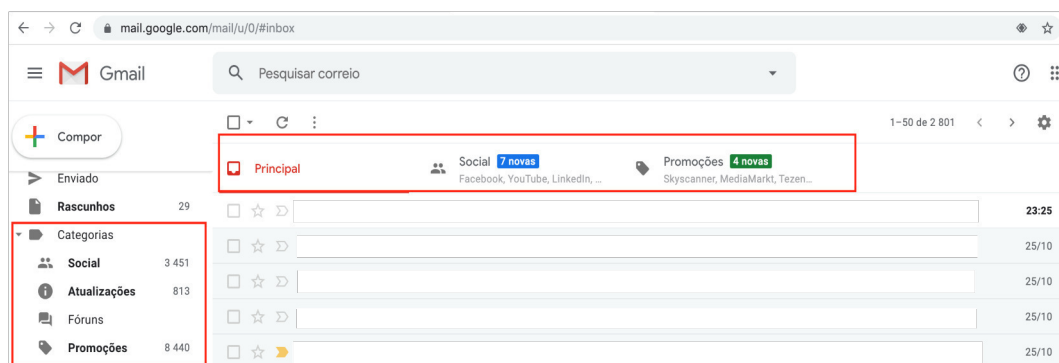 mail.google.com/mail/u/0/#inbox
Gmail
Pesquisar correio
Compor
1–50 de 2 801
Principal
Social 7 novas
Facebook, YouTube, LinkedIn, ...
Promoções 4 novas
Skyscanner, MediaMarkt, Tezen...
Enviado
Rascunhos 29
Categorias
Social 3 451
Atualizações 813
Fóruns
Promoções 8 440
23:25
25/10
25/10
25/10
25/10